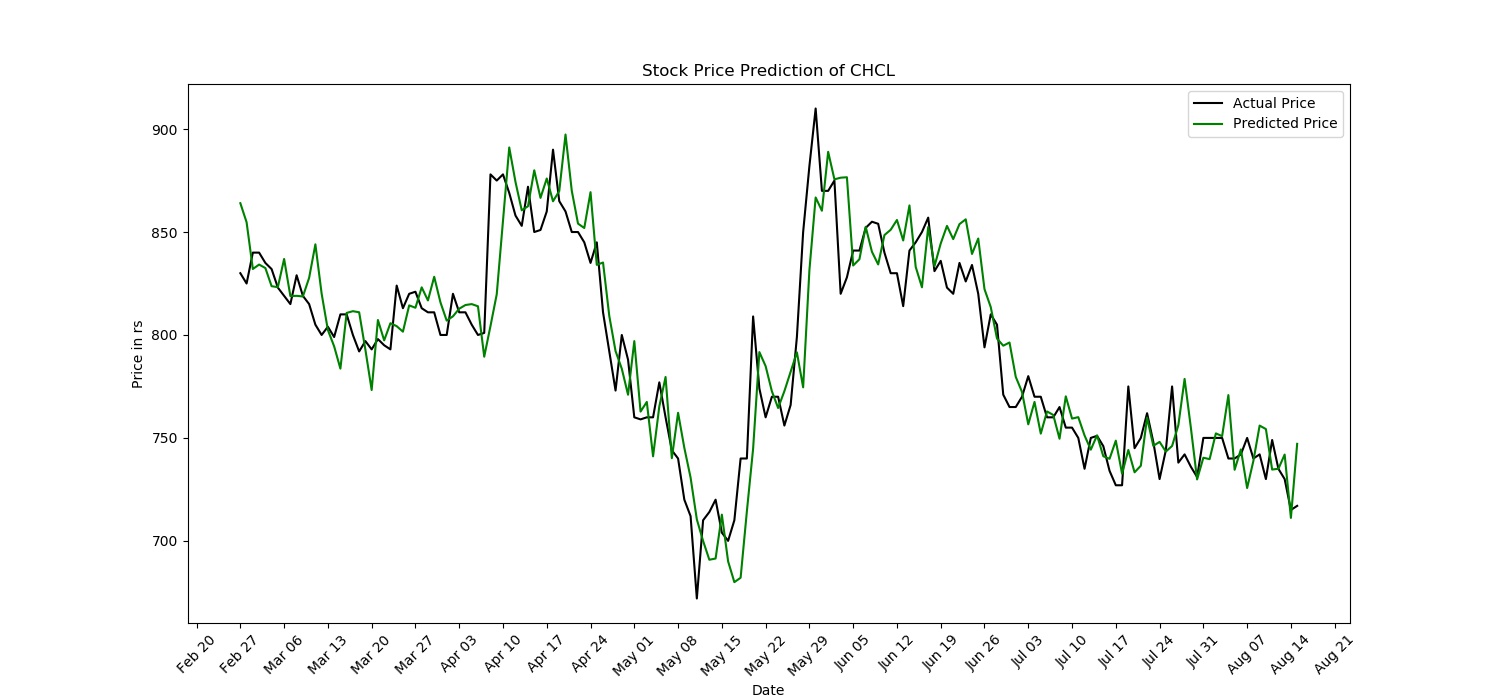 Stock Price Prediction of CHCL
Actual Price
Predicted Price
900
850
800
750
700
Price in rs
Feb 20
Feb 27
Mar 06
Mar 13
Mar 20
Mar 27
Apr 03
Apr 10
Apr 17
Apr 24
May 01
May 08
May 15
May 22
May 29
Jun 05
Jun 12
Jun 19
Jun 26
Jul 03
Jul 10
Jul 17
Jul 24
Jul 31
Aug 07
Aug 14
Aug 21
Date